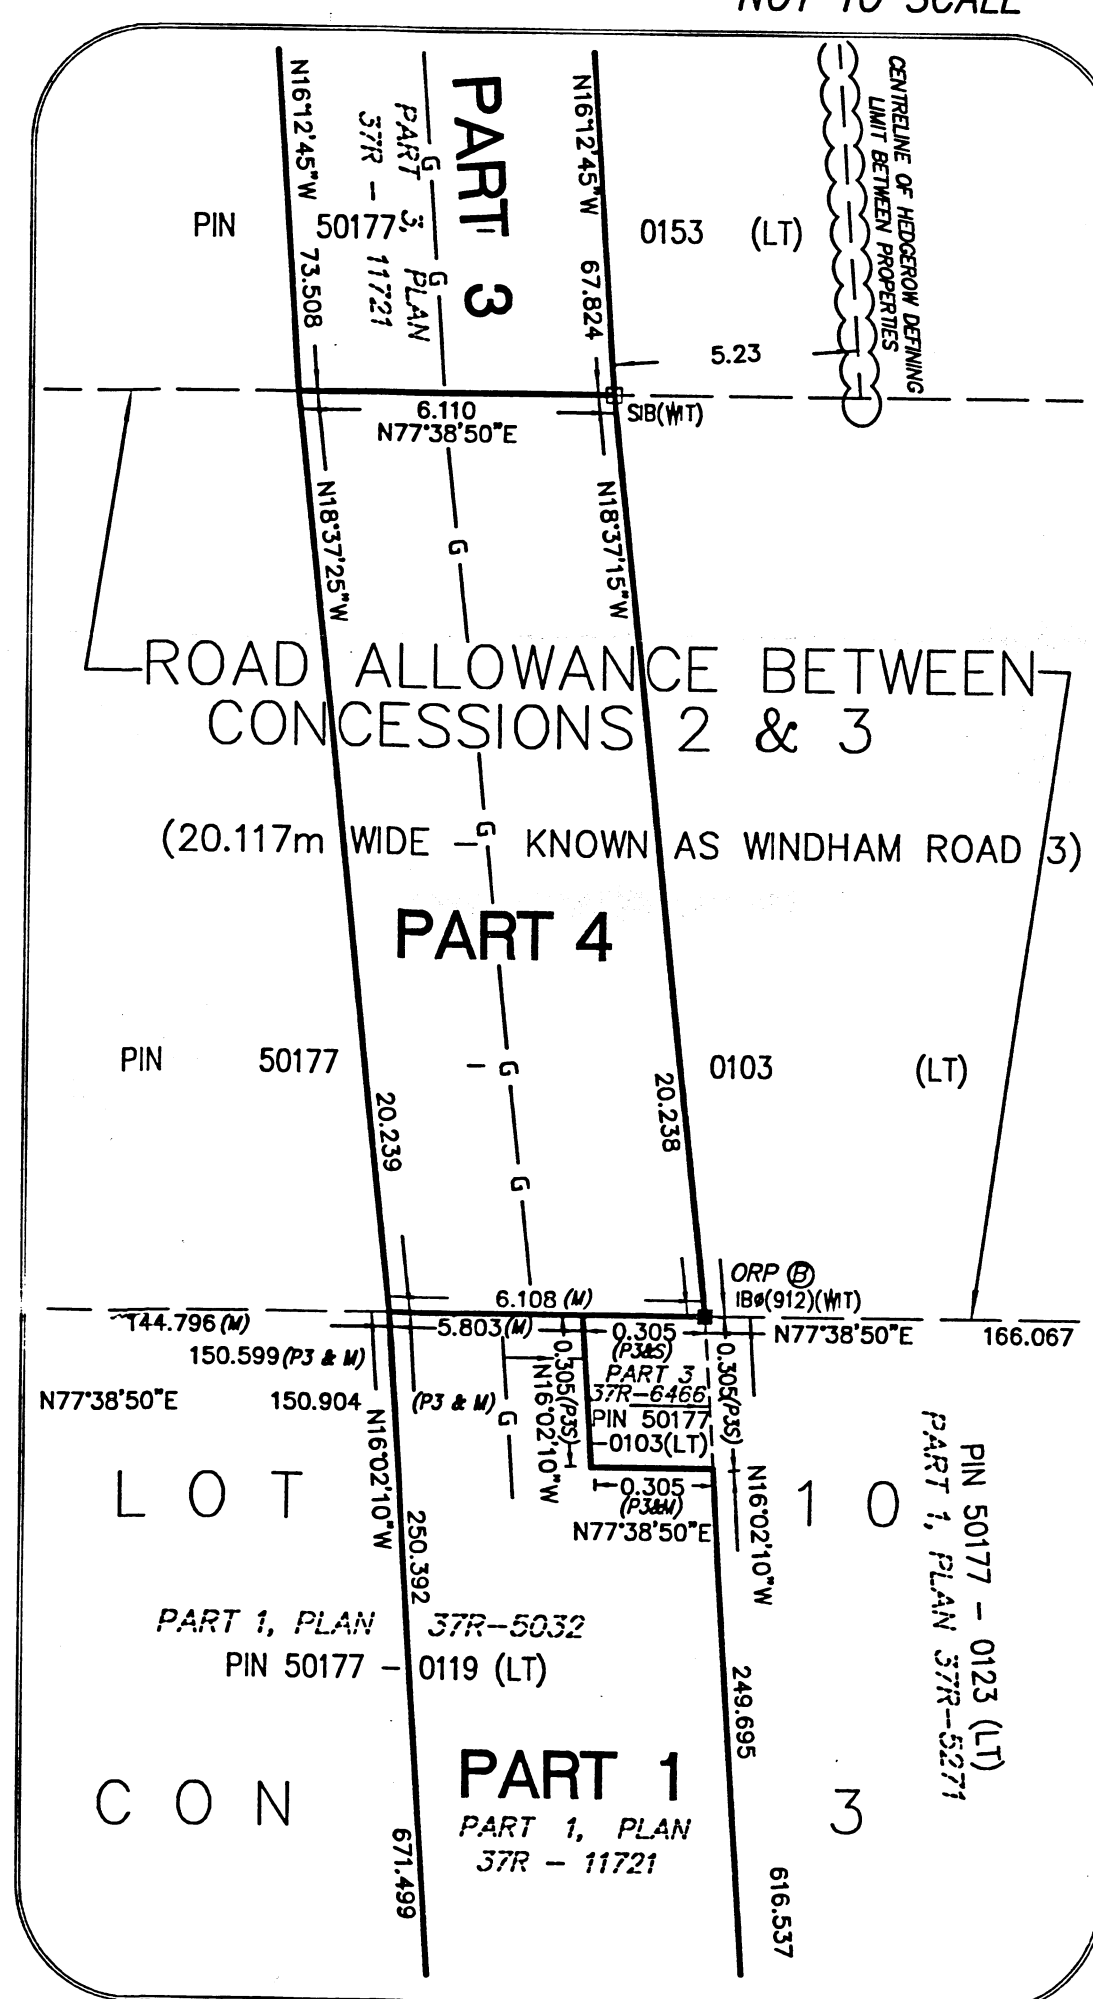 NOT TO SCALE
CENTRELINE OF HEDGEROW DEFINING
LIMIT BETWEEN PROPERTIES
N16°12'45"W 73.508
PART 3
PART 3, PLAN
37R - 11721
N16°12'45"W 67.824
PIN 50177 0153 (LT)
G
G
5.23
6.110
N77°38'50"E
SIB(WIT)
N18°37'25"W
N18°37'15"W
G
ROAD ALLOWANCE BETWEEN
CONCESSIONS 2 & 3
G
(20.117m WIDE - KNOWN AS WINDHAM ROAD 3)
PART 4
PIN 50177 - 0103 (LT)
G
20.239
20.238
G
ORP B
IBø(912)(WIT)
6.108 (M)
144.796 (M)
5.803 (M)
0.305
(P3&S)
N77°38'50"E
166.067
150.599 (P3 & M)
N77°38'50"E 150.904 (P3 & M)
G
0.305(P3S)
N16°02'10"W
PART 3
37R-6466
PIN 50177
-0103(LT)
0.305(P3S)
N16°02'10"W
0.305
(P3&M)
N77°38'50"E
N16°02'10"W
250.392
LOT 10
PIN 50177 - 0123 (LT)
PART 1, PLAN 37R-5271
PART 1, PLAN 37R-5032
PIN 50177 - 0119 (LT)
249.695
PART 1
PART 1, PLAN
37R - 11721
CON 3
671.499
616.537